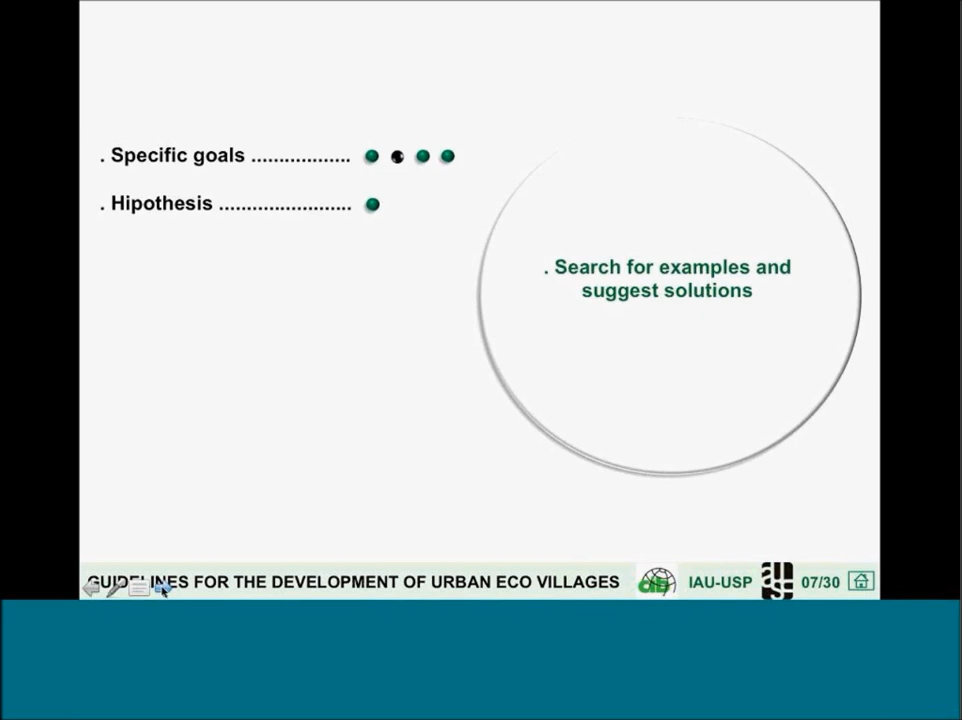 . Specific goals ..................
. Hipothesis ........................
. Search for examples and
suggest solutions
GUIDELINES FOR THE DEVELOPMENT OF URBAN ECO VILLAGES
IAU-USP
07/30